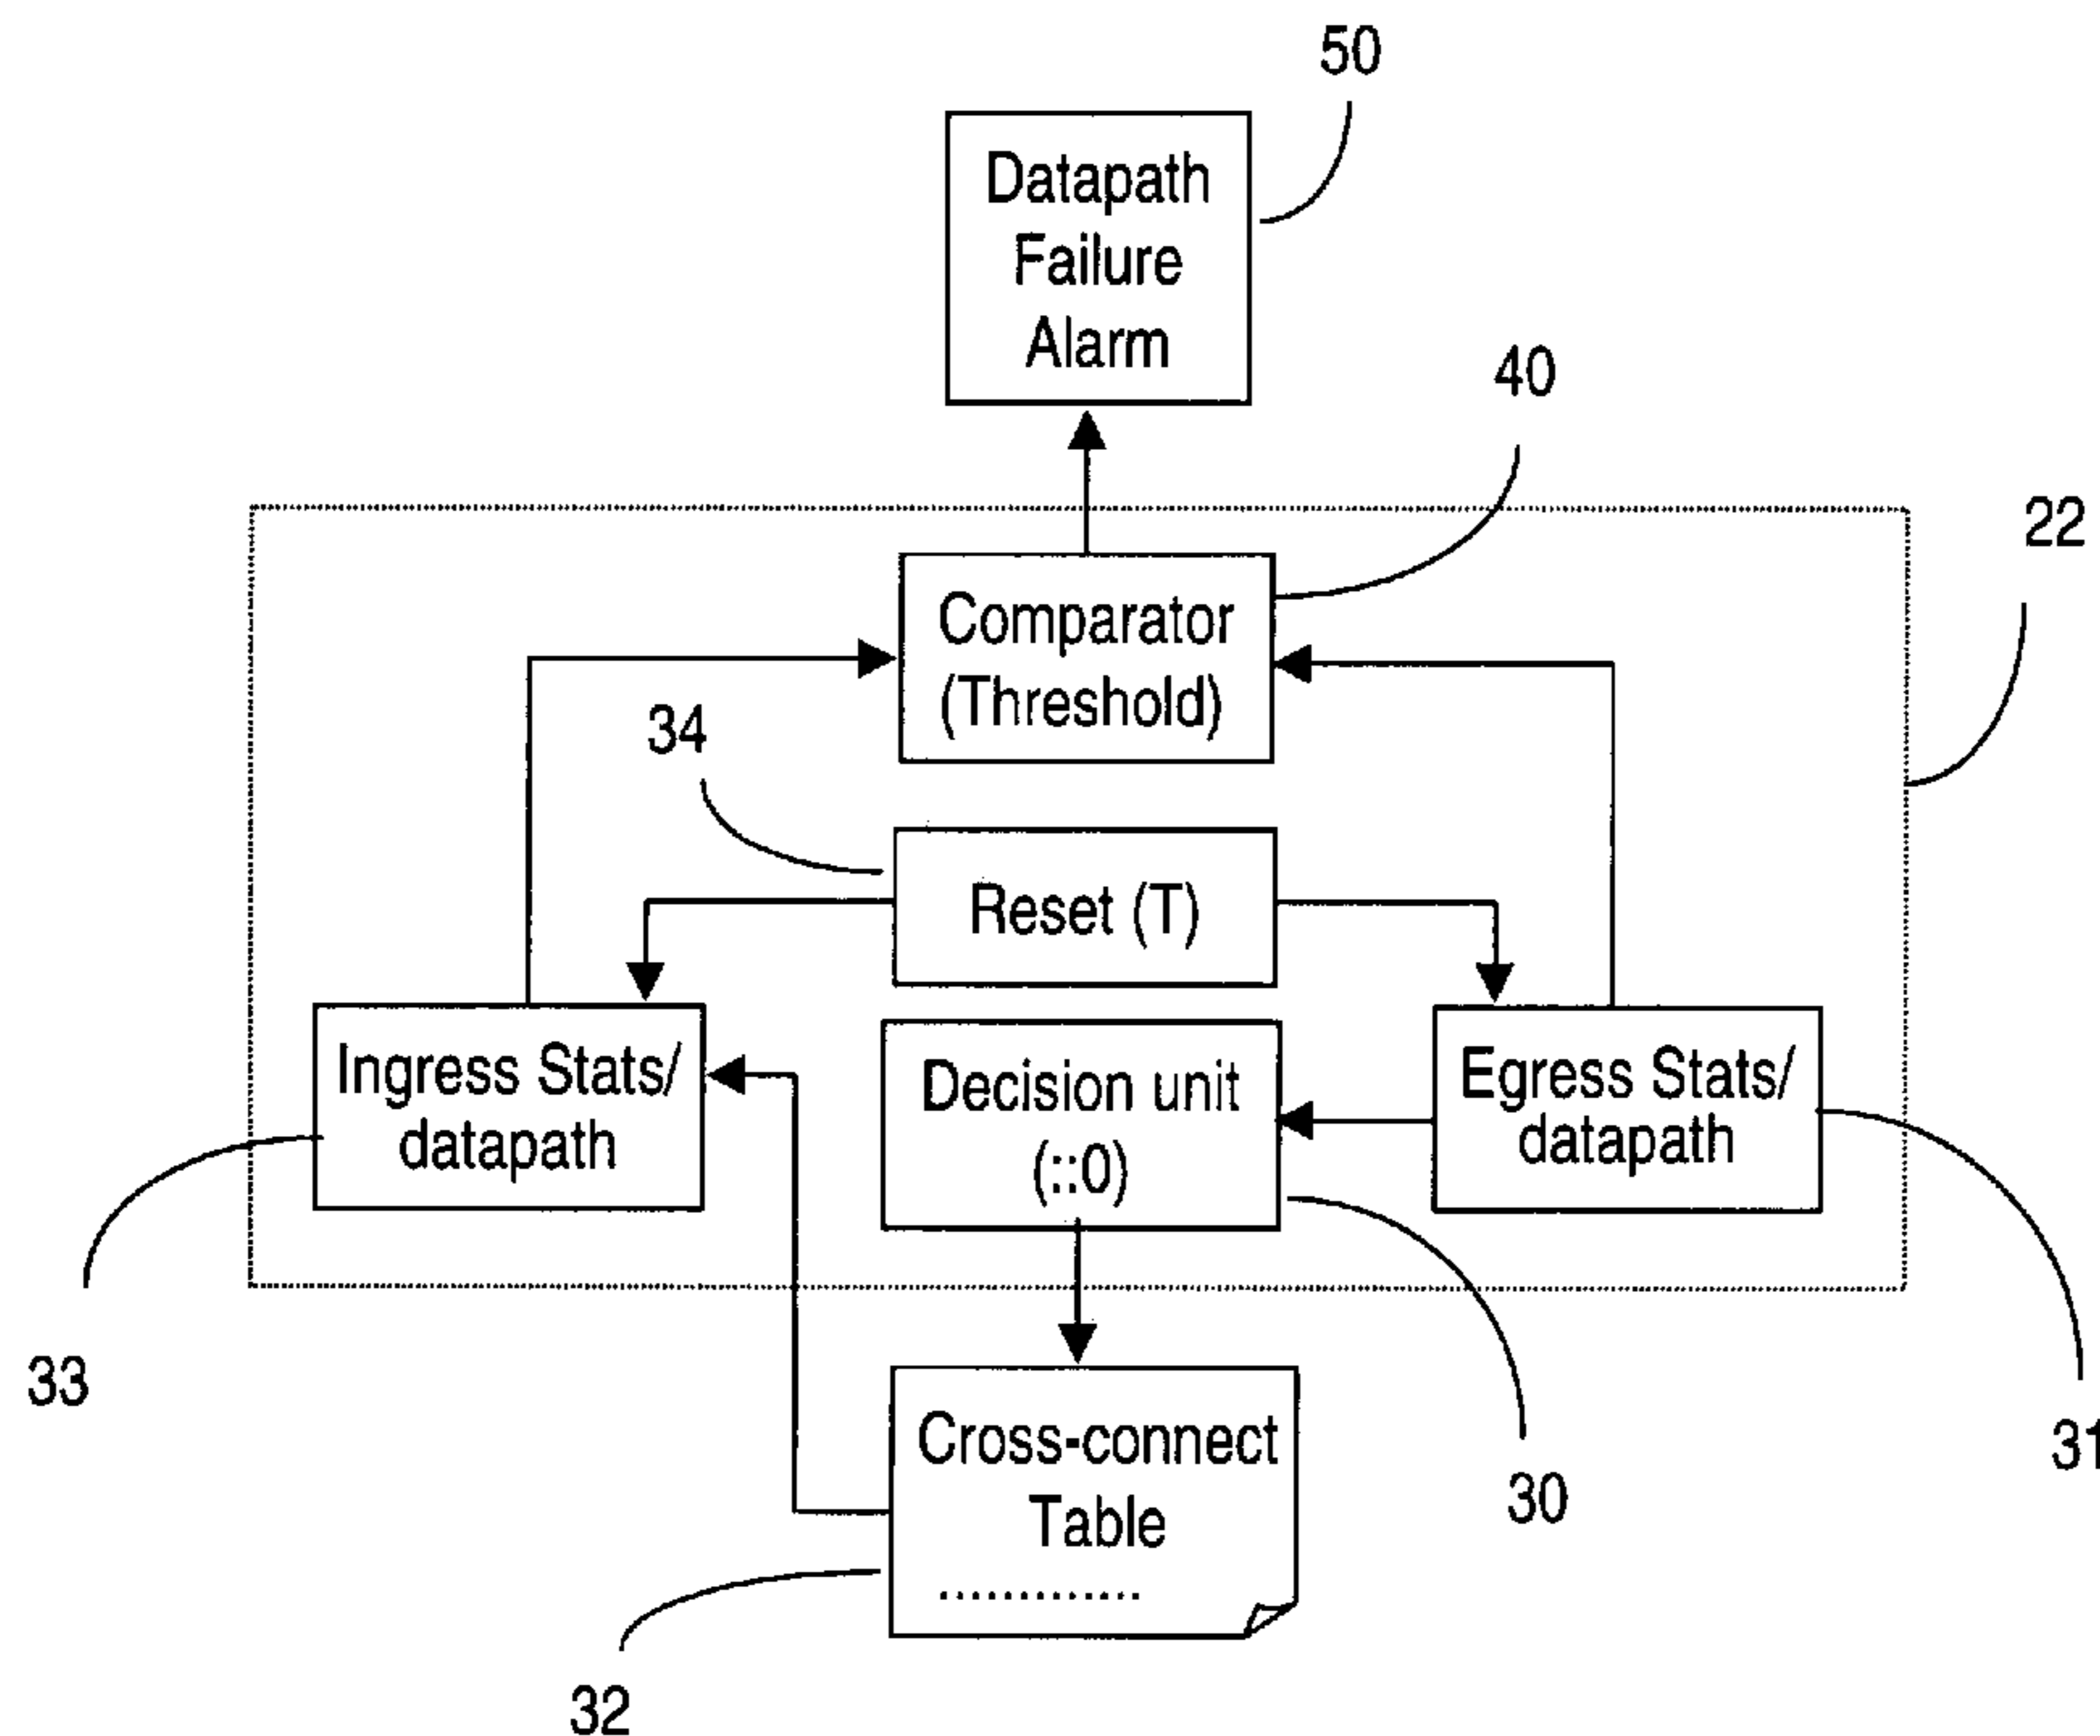 50
Datapath
Failure
Alarm
40
22
Comparator
(Threshold)
34
Reset (T)
Ingress Stats/
datapath
Decision unit
(::0)
Egress Stats/
datapath
33
Cross-connect
Table
............
30
31
32